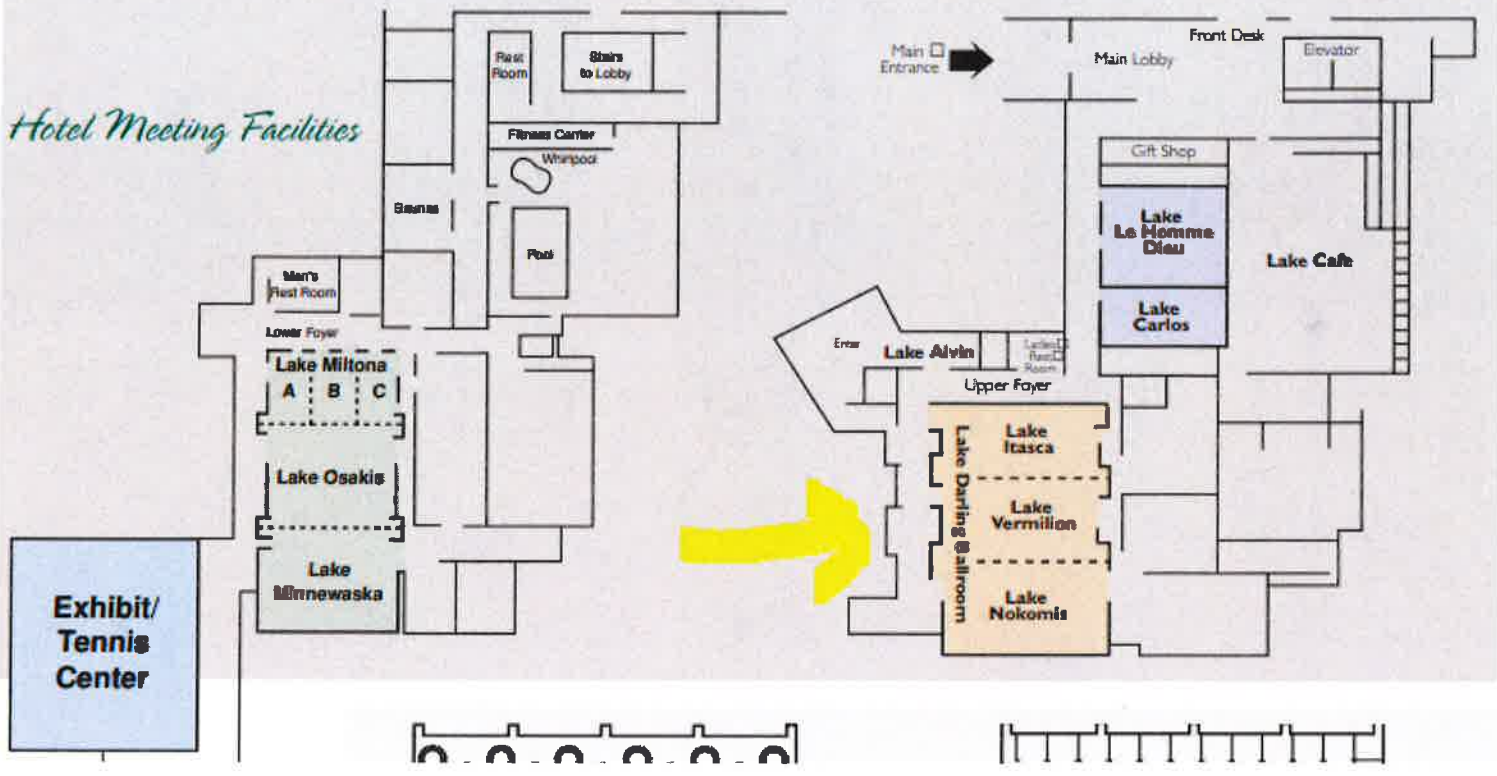 Hotel Meeting Facilities
Rest
Room
Stairs
to Lobby
Fitness Center
Whirlpool
Saunas
Pool
Men's
Rest Room
Lower Foyer
Lake Miltona
A B C
Lake Osakis
Lake
Minnewaska
Exhibit/
Tennis
Center
Main
Entrance
Main Lobby
Front Desk
Elevator
Gift Shop
Lake
Le Homme
Dieu
Lake Cafe
Lake
Carlos
Lake Alvin
Ladies
Rest
Room
Upper Foyer
Lake Darling Ballroom
Lake
Itasca
Lake
Vermilion
Lake
Nokomis